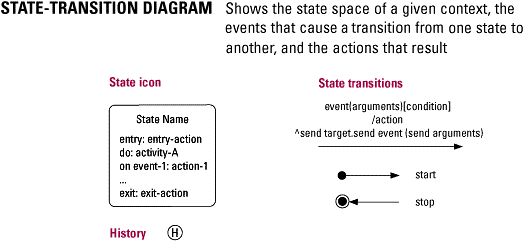 STATE-TRANSITION DIAGRAM Shows the state space of a given context, the
events that cause a transition from one state to
another, and the actions that result
State icon
State Name
entry: entry-action
do: activity-A
on event-1: action-1
...
exit: exit-action
History H
State transitions
event(arguments)[condition]
/action
^send target.send event (send arguments)
start
stop